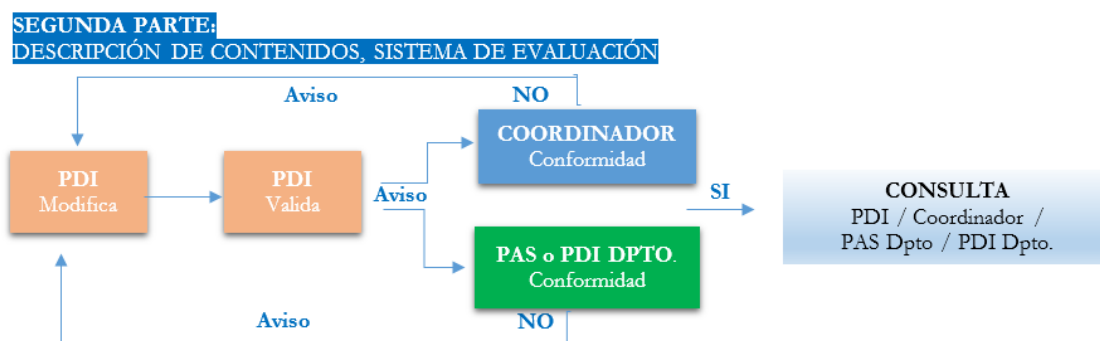 SEGUNDA PARTE:
DESCRIPCIÓN DE CONTENIDOS, SISTEMA DE EVALUACIÓN
Aviso
NO
PDI
Modifica
PDI
Valida
Aviso
COORDINADOR
Conformidad
PAS o PDI DPTO.
Conformidad
SI
CONSULTA
PDI / Coordinador /
PAS Dpto / PDI Dpto.
Aviso
NO